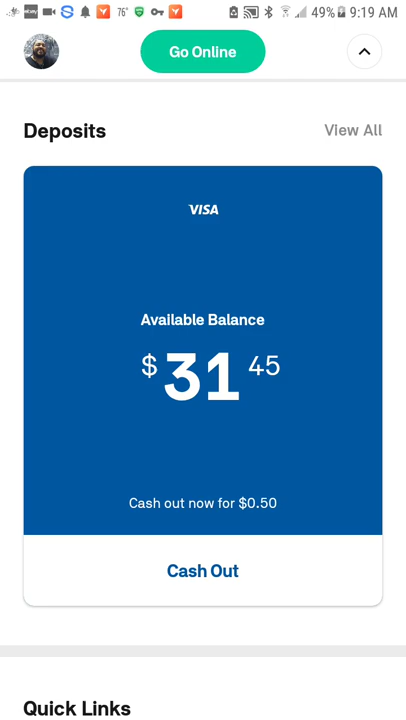 ebay 76° 49% 9:19 AM
Go Online
Deposits View All
VISA
Available Balance
$31 45
Cash out now for $0.50
Cash Out
Quick Links